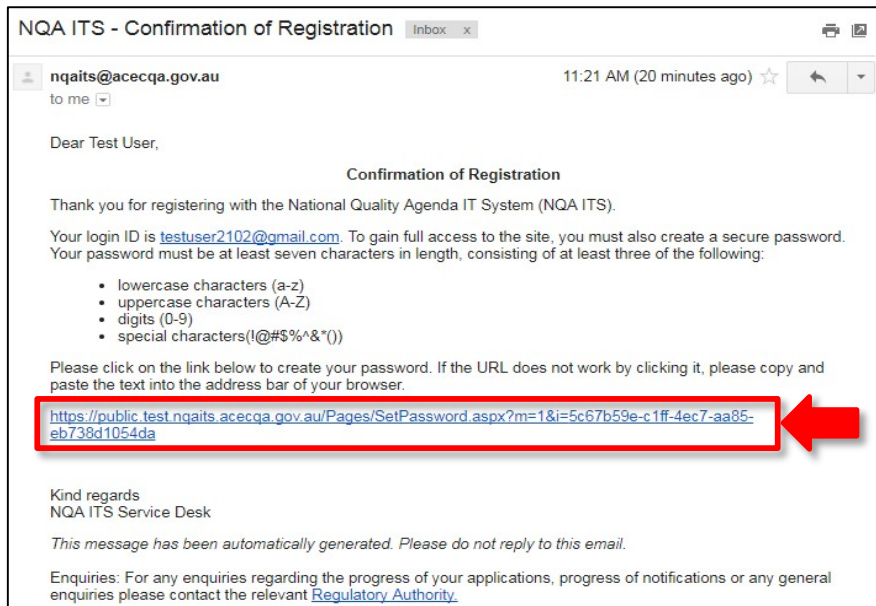 NQA ITS - Confirmation of Registration Inbox x
nqaits@acecqa.gov.au 11:21 AM (20 minutes ago)
to me
Dear Test User,
Confirmation of Registration
Thank you for registering with the National Quality Agenda IT System (NQA ITS).
Your login ID is testuser2102@gmail.com. To gain full access to the site, you must also create a secure password.
Your password must be at least seven characters in length, consisting of at least three of the following:
• lowercase characters (a-z)
• uppercase characters (A-Z)
• digits (0-9)
• special characters(!@#$%^&*())
Please click on the link below to create your password. If the URL does not work by clicking it, please copy and
paste the text into the address bar of your browser.
https://public.test.nqaits.acecqa.gov.au/Pages/SetPassword.aspx?m=1&i=5c67b59e-c1ff-4ec7-aa85-
eb738d1054da
Kind regards
NQA ITS Service Desk
This message has been automatically generated. Please do not reply to this email.
Enquiries: For any enquiries regarding the progress of your applications, progress of notifications or any general
enquiries please contact the relevant Regulatory Authority.